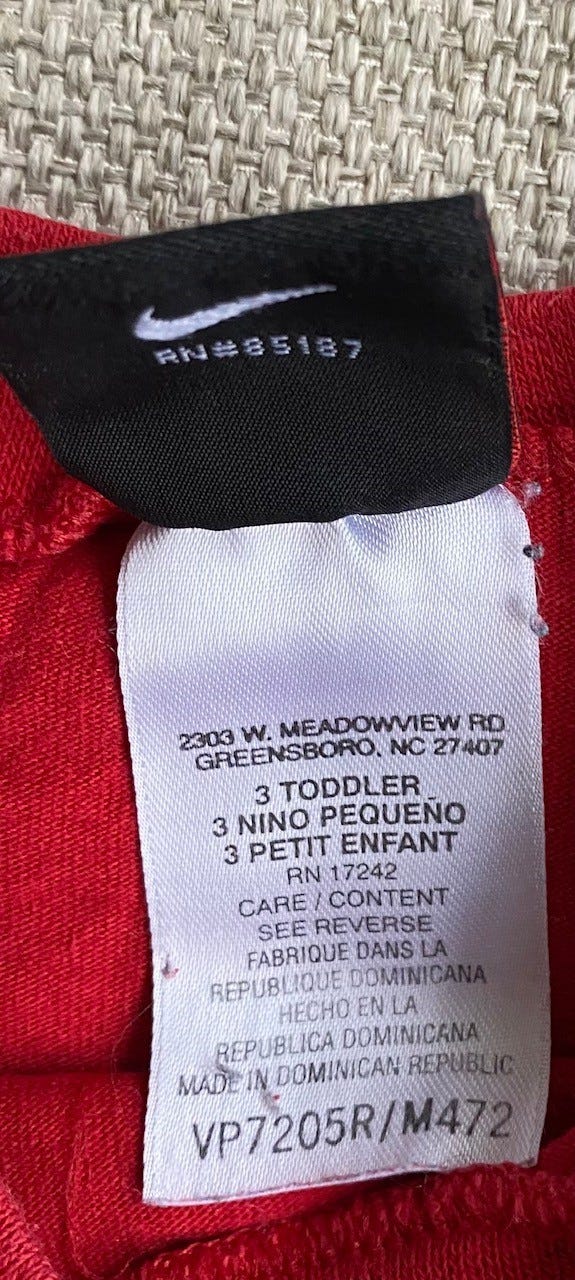 RN#85187
2303 W. MEADOWVIEW RD
GREENSBORO, NC 27407
3 TODDLER
3 NINO PEQUEÑO
3 PETIT ENFANT
RN 17242
CARE / CONTENT
SEE REVERSE
FABRIQUE DANS LA
REPUBLIQUE DOMINICANA
HECHO EN LA
REPUBLICA DOMINICANA
MADE IN DOMINICAN REPUBLIC
VP7205R/M472